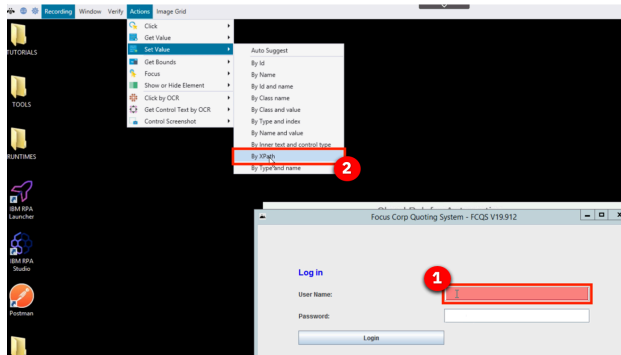 Recording Window Verify Actions Image Grid
Click
Get Value
Set Value
Get Bounds
Focus
Show or Hide Element
Click by OCR
Get Control Text by OCR
Control Screenshot
Auto Suggest
By Id
By Name
By Id and name
By Class name
By Class and value
By Type and index
By Name and value
By Inner text and control type
By XPath
By Type and name
2
TUTORIALS
TOOLS
RUNTIMES
IBM RPA
Launcher
IBM RPA
Studio
Postman
Focus Corp Quoting System - FCQS V19.912
Log in
1
User Name:
Password:
Login